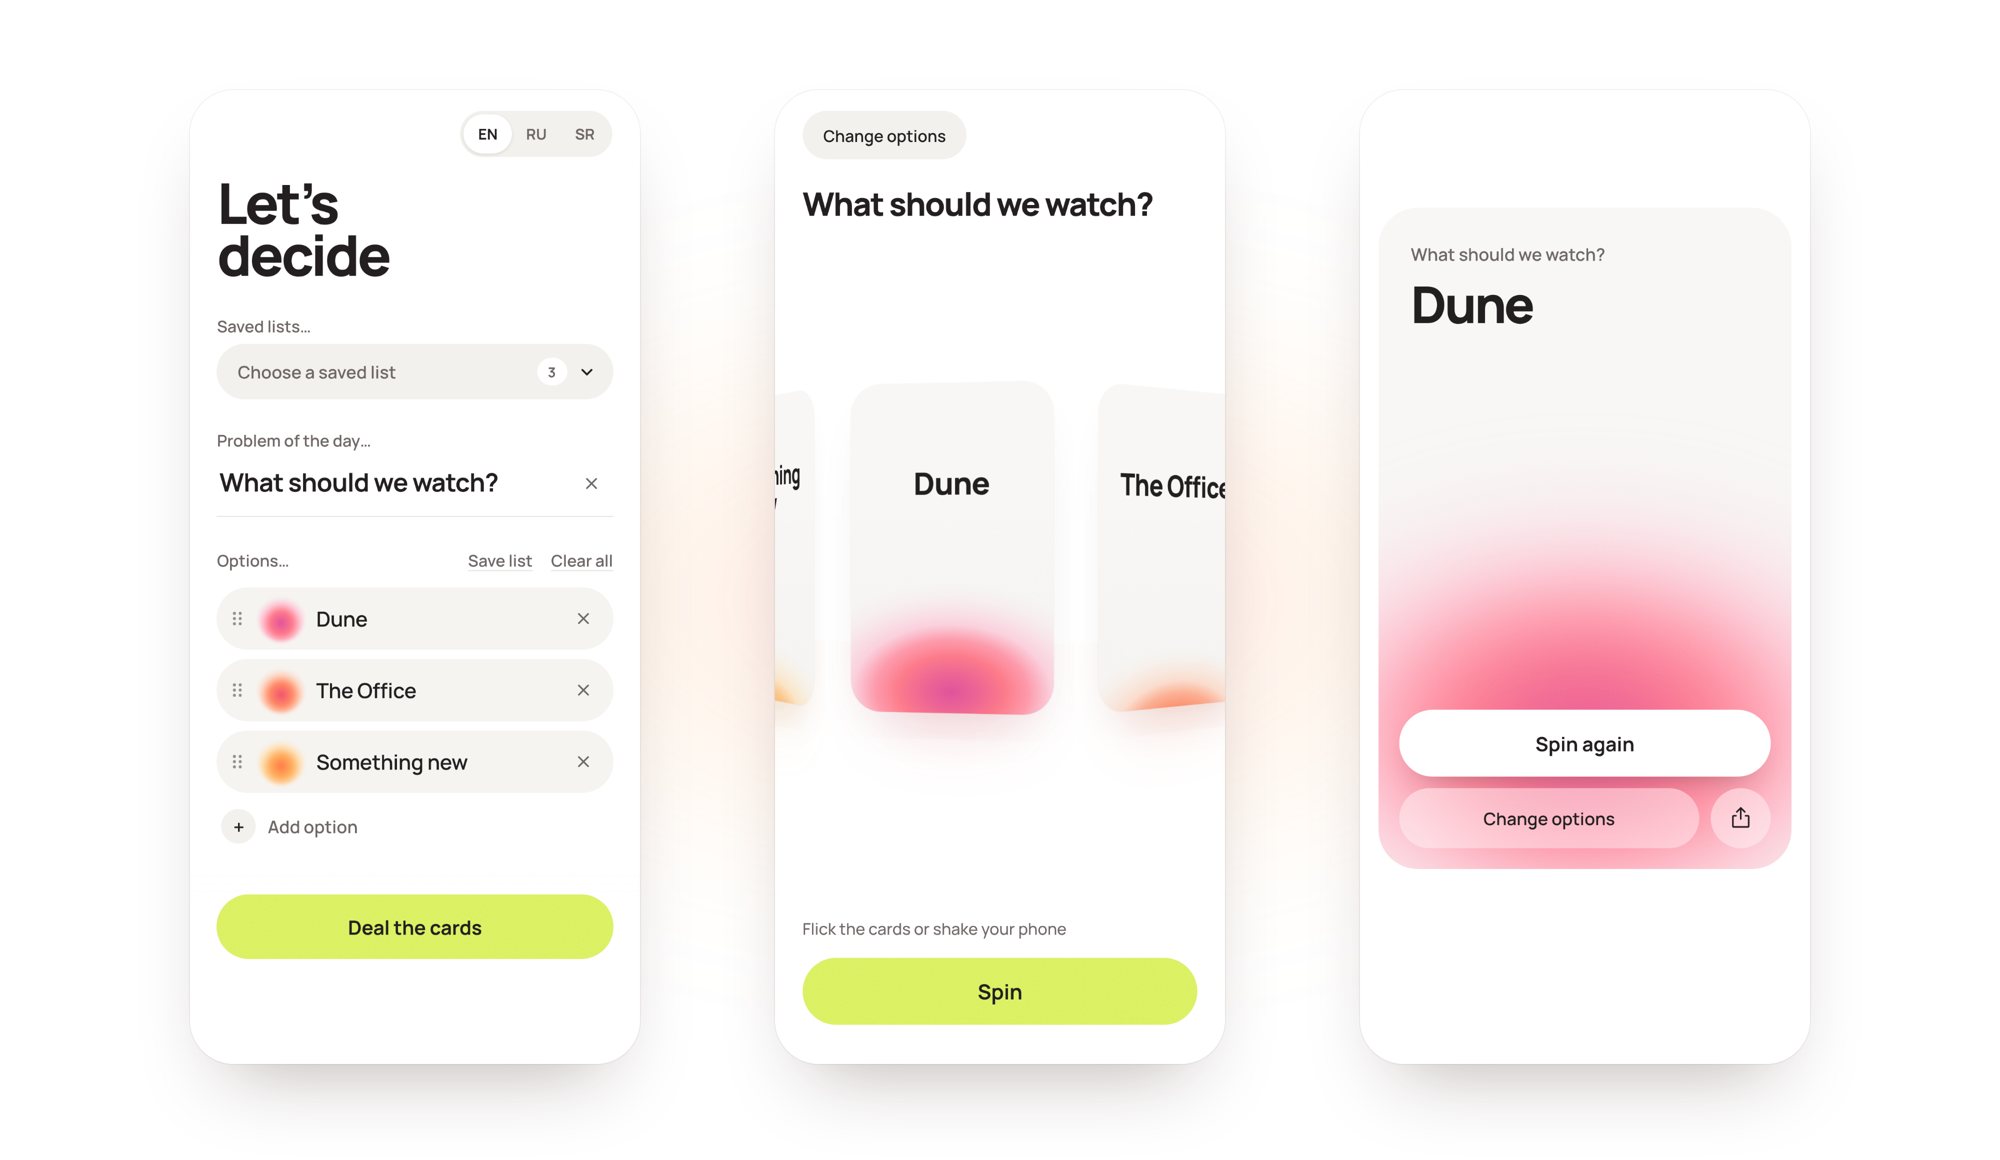 EN RU SR
Let's
decide
Saved lists...
Choose a saved list 3
Problem of the day...
What should we watch?
Options... Save list Clear all
Dune
The Office
Something new
+ Add option
Deal the cards
Change options
What should we watch?
Dune
The Office
Flick the cards or shake your phone
Spin
What should we watch?
Dune
Spin again
Change options